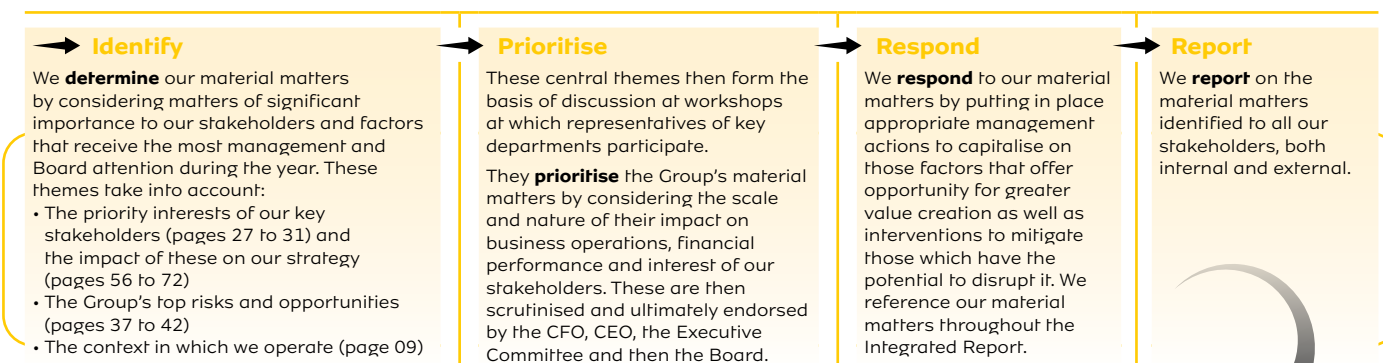 Identify
We determine our material matters
by considering matters of significant
importance to our stakeholders and factors
that receive the most management and
Board attention during the year. These
themes take into account:
• The priority interests of our key
stakeholders (pages 27 to 31) and
the impact of these on our strategy
(pages 56 to 72)
• The Group's top risks and opportunities
(pages 37 to 42)
• The context in which we operate (page 09)
Prioritise
These central themes then form the
basis of discussion at workshops
at which representatives of key
departments participate.
They prioritise the Group's material
matters by considering the scale
and nature of their impact on
business operations, financial
performance and interest of our
stakeholders. These are then
scrutinised and ultimately endorsed
by the CFO, CEO, the Executive
Committee and then the Board.
Respond
We respond to our material
matters by putting in place
appropriate management
actions to capitalise on
those factors that offer
opportunity for greater
value creation as well as
interventions to mitigate
those which have the
potential to disrupt it. We
reference our material
matters throughout the
Integrated Report.
Report
We report on the
material matters
identified to all our
stakeholders, both
internal and external.